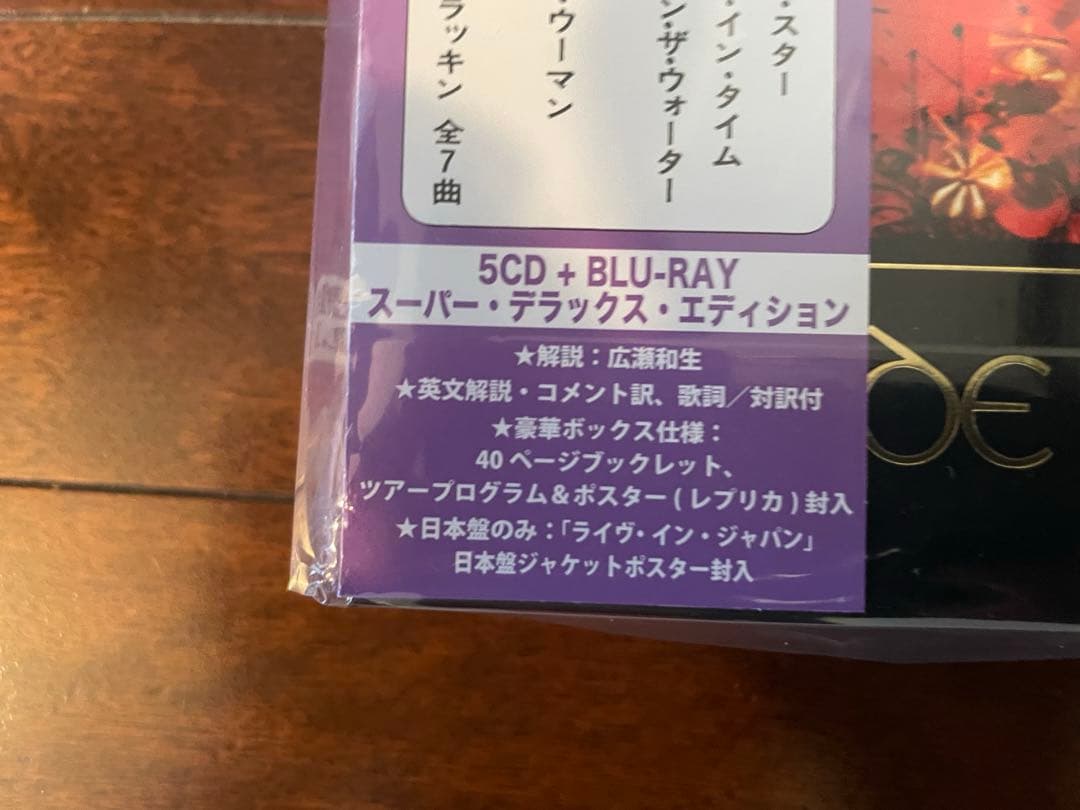 ・スター
・イン・タイム
ン・ザ・ウォーター
・ウーマン
ラッキン 全7曲
5CD + BLU-RAY
スーパー・デラックス・エディション
★解説：広瀬和生
★英文解説・コメント訳、歌詞／対訳付
★豪華ボックス仕様：
40ページブックレット、
ツアープログラム＆ポスター(レプリカ)封入
★日本盤のみ：「ライヴ・イン・ジャパン」
日本盤ジャケットポスター封入